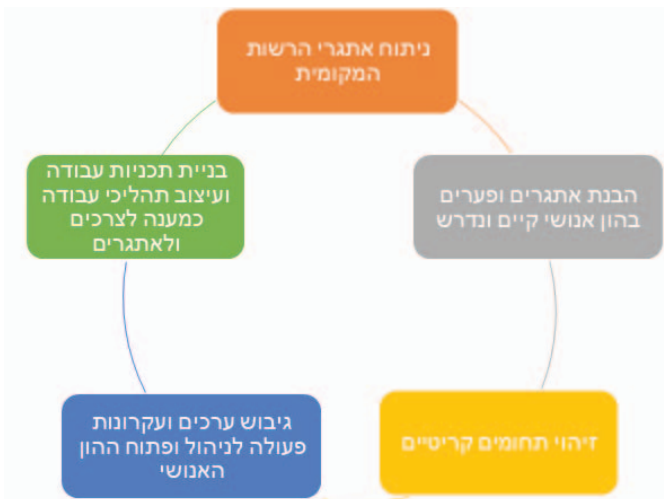 ניתוח אתגרי הרשות
המקומית
הבנת אתגרים ופערים
בהון אנושי קיים ונדרש
זיהוי תחומים קריטיים
גיבוש ערכים ועקרונות
פעולה לניהול ופתוח ההון
האנושי
בניית תכניות עבודה
ועיצוב תהליכי עבודה
כמענה לצרכים
ולאתגרים